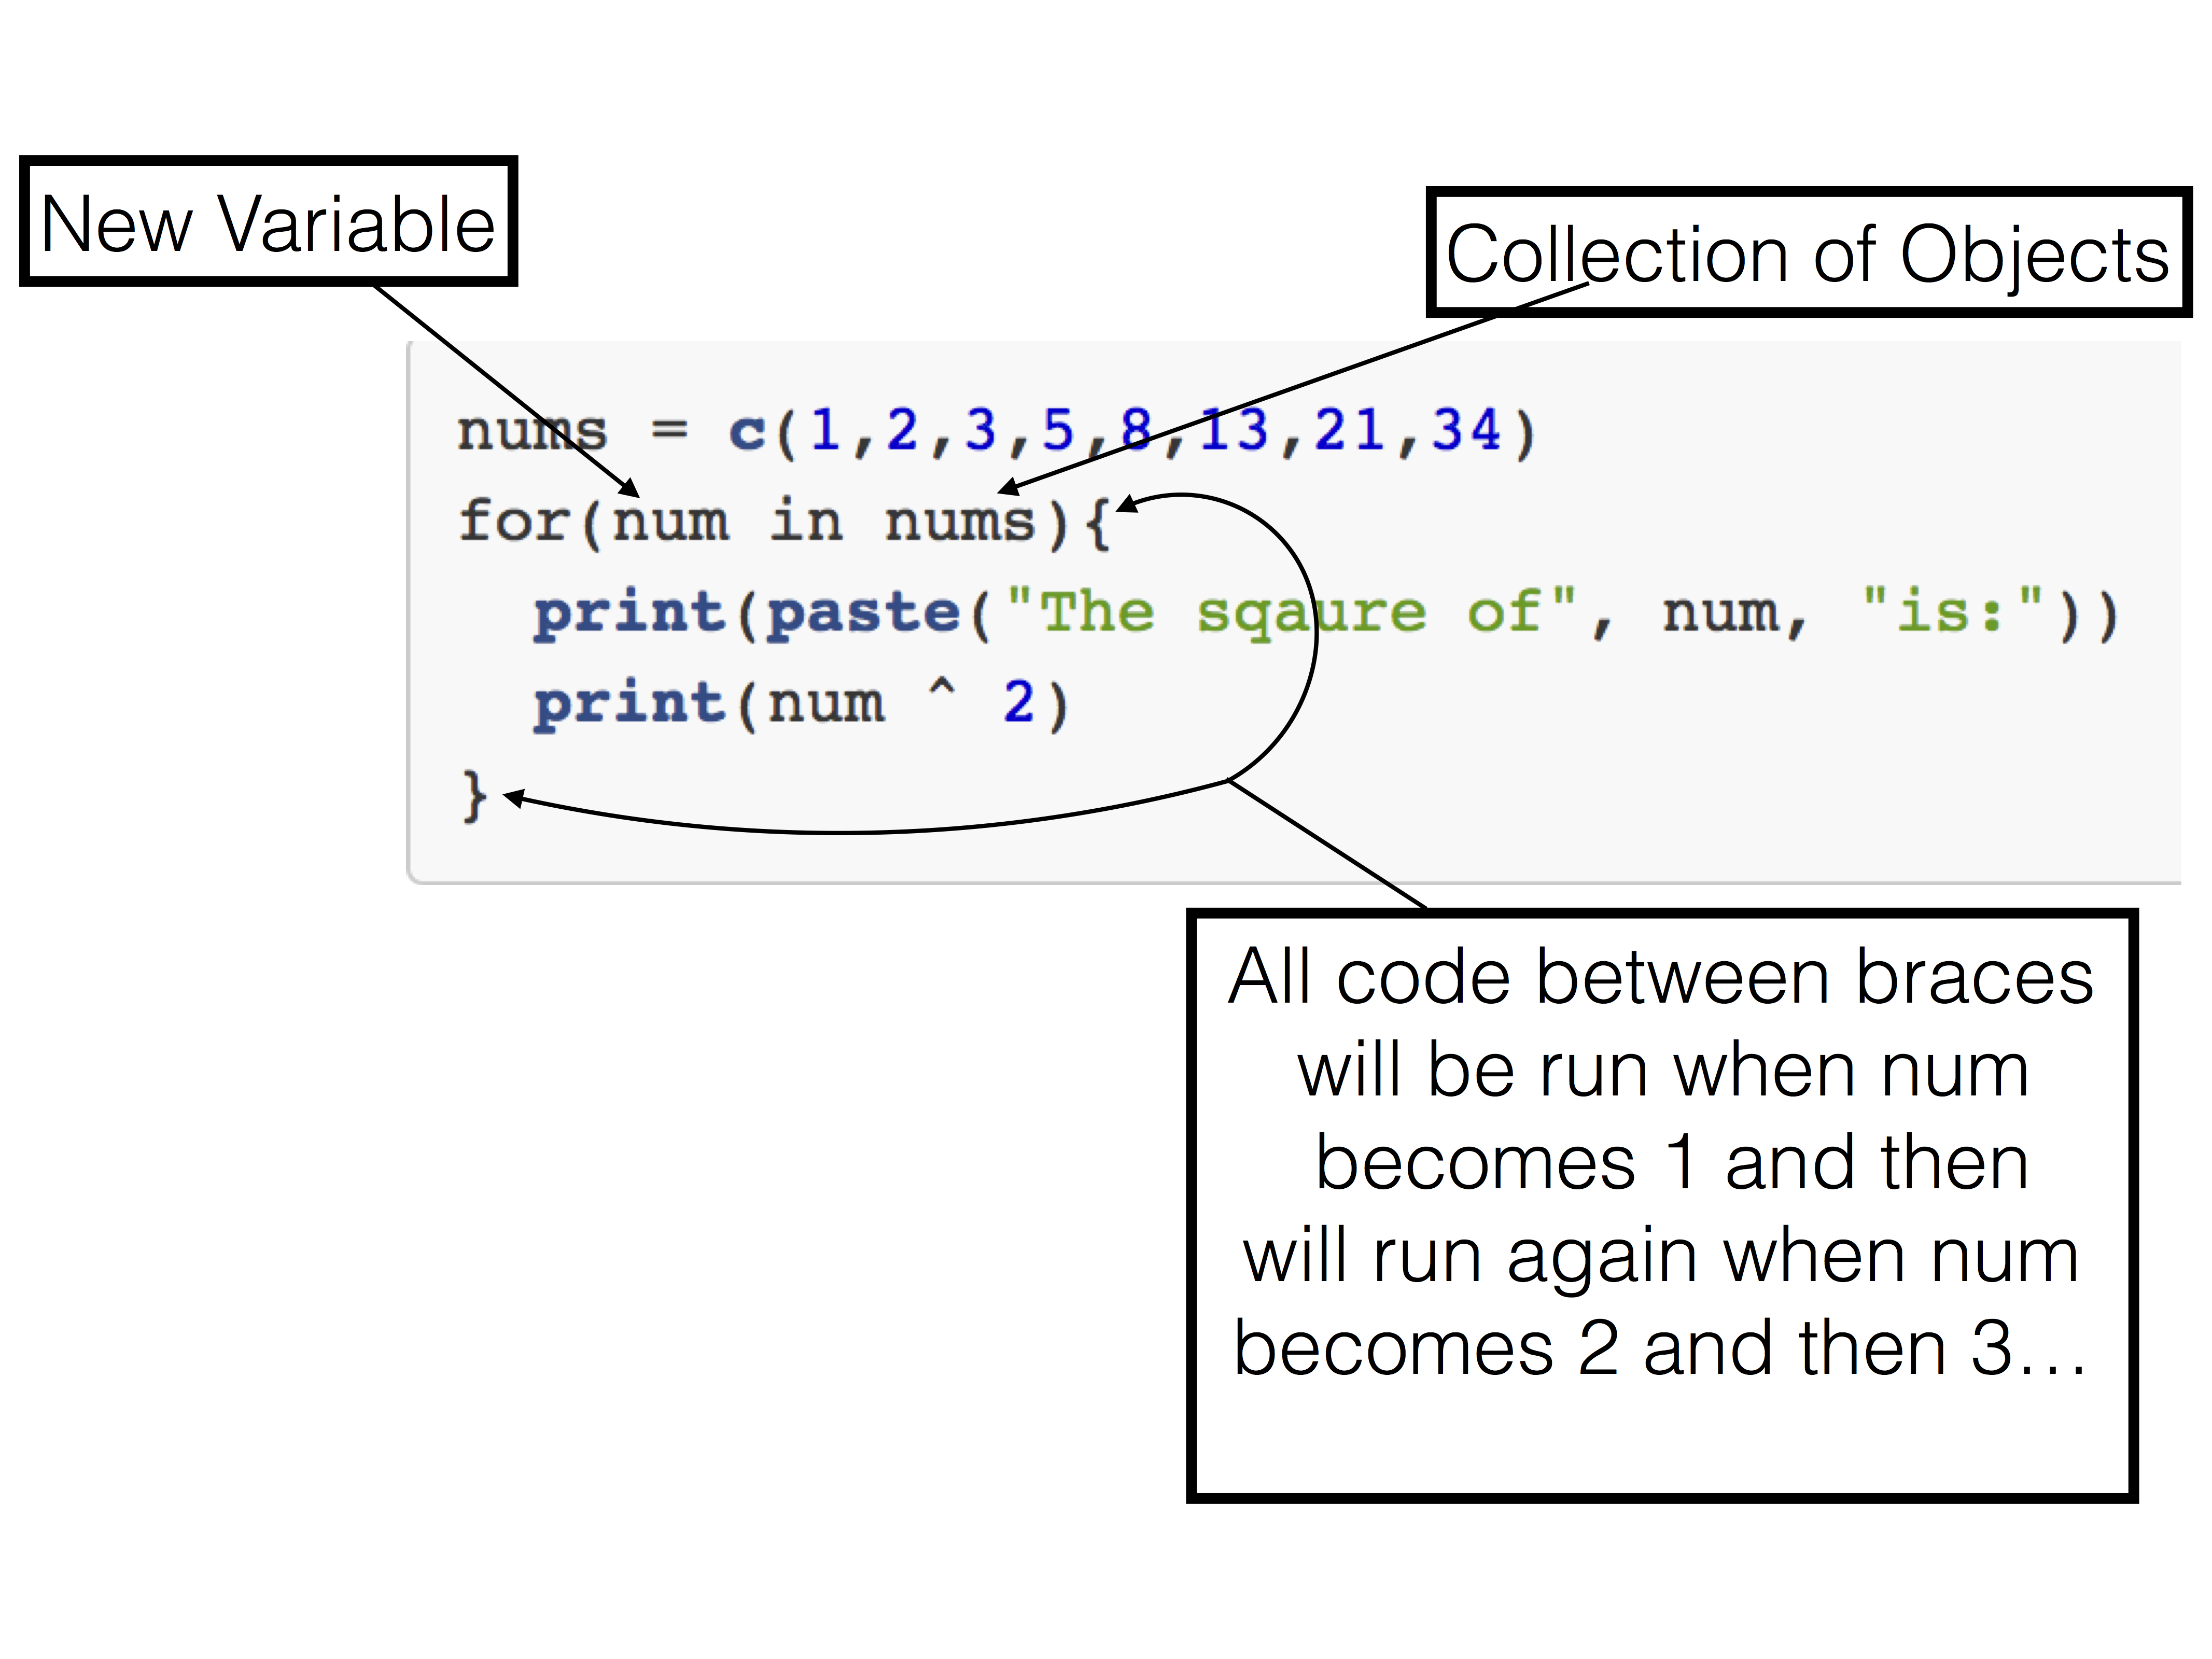 New Variable
Collection of Objects
nums = c(1,2,3,5,8,13,21,34)
for(num in nums){
  print(paste("The sqaure of", num, "is:"))
  print(num ^ 2)
}
All code between braces
will be run when num
becomes 1 and then
will run again when num
becomes 2 and then 3…